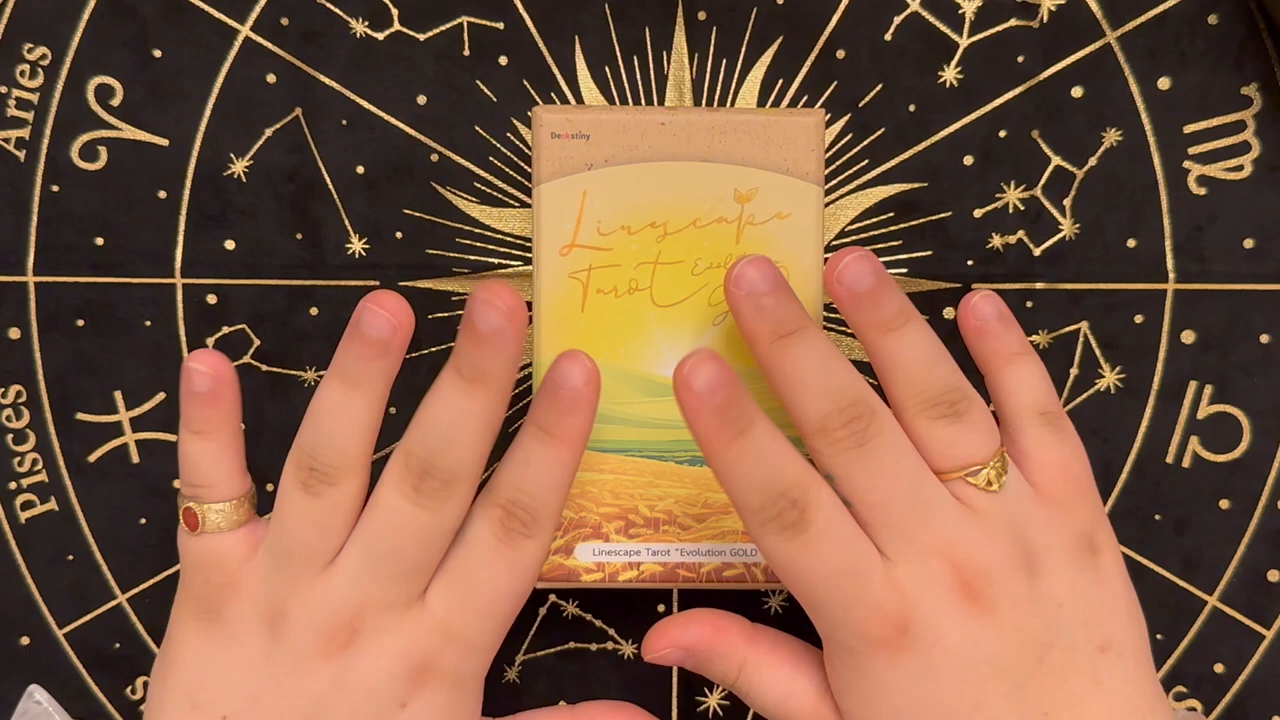 Aries
Deckstiny
Linescape
Tarot
Pisces
Linescape Tarot "Evolution GOLD